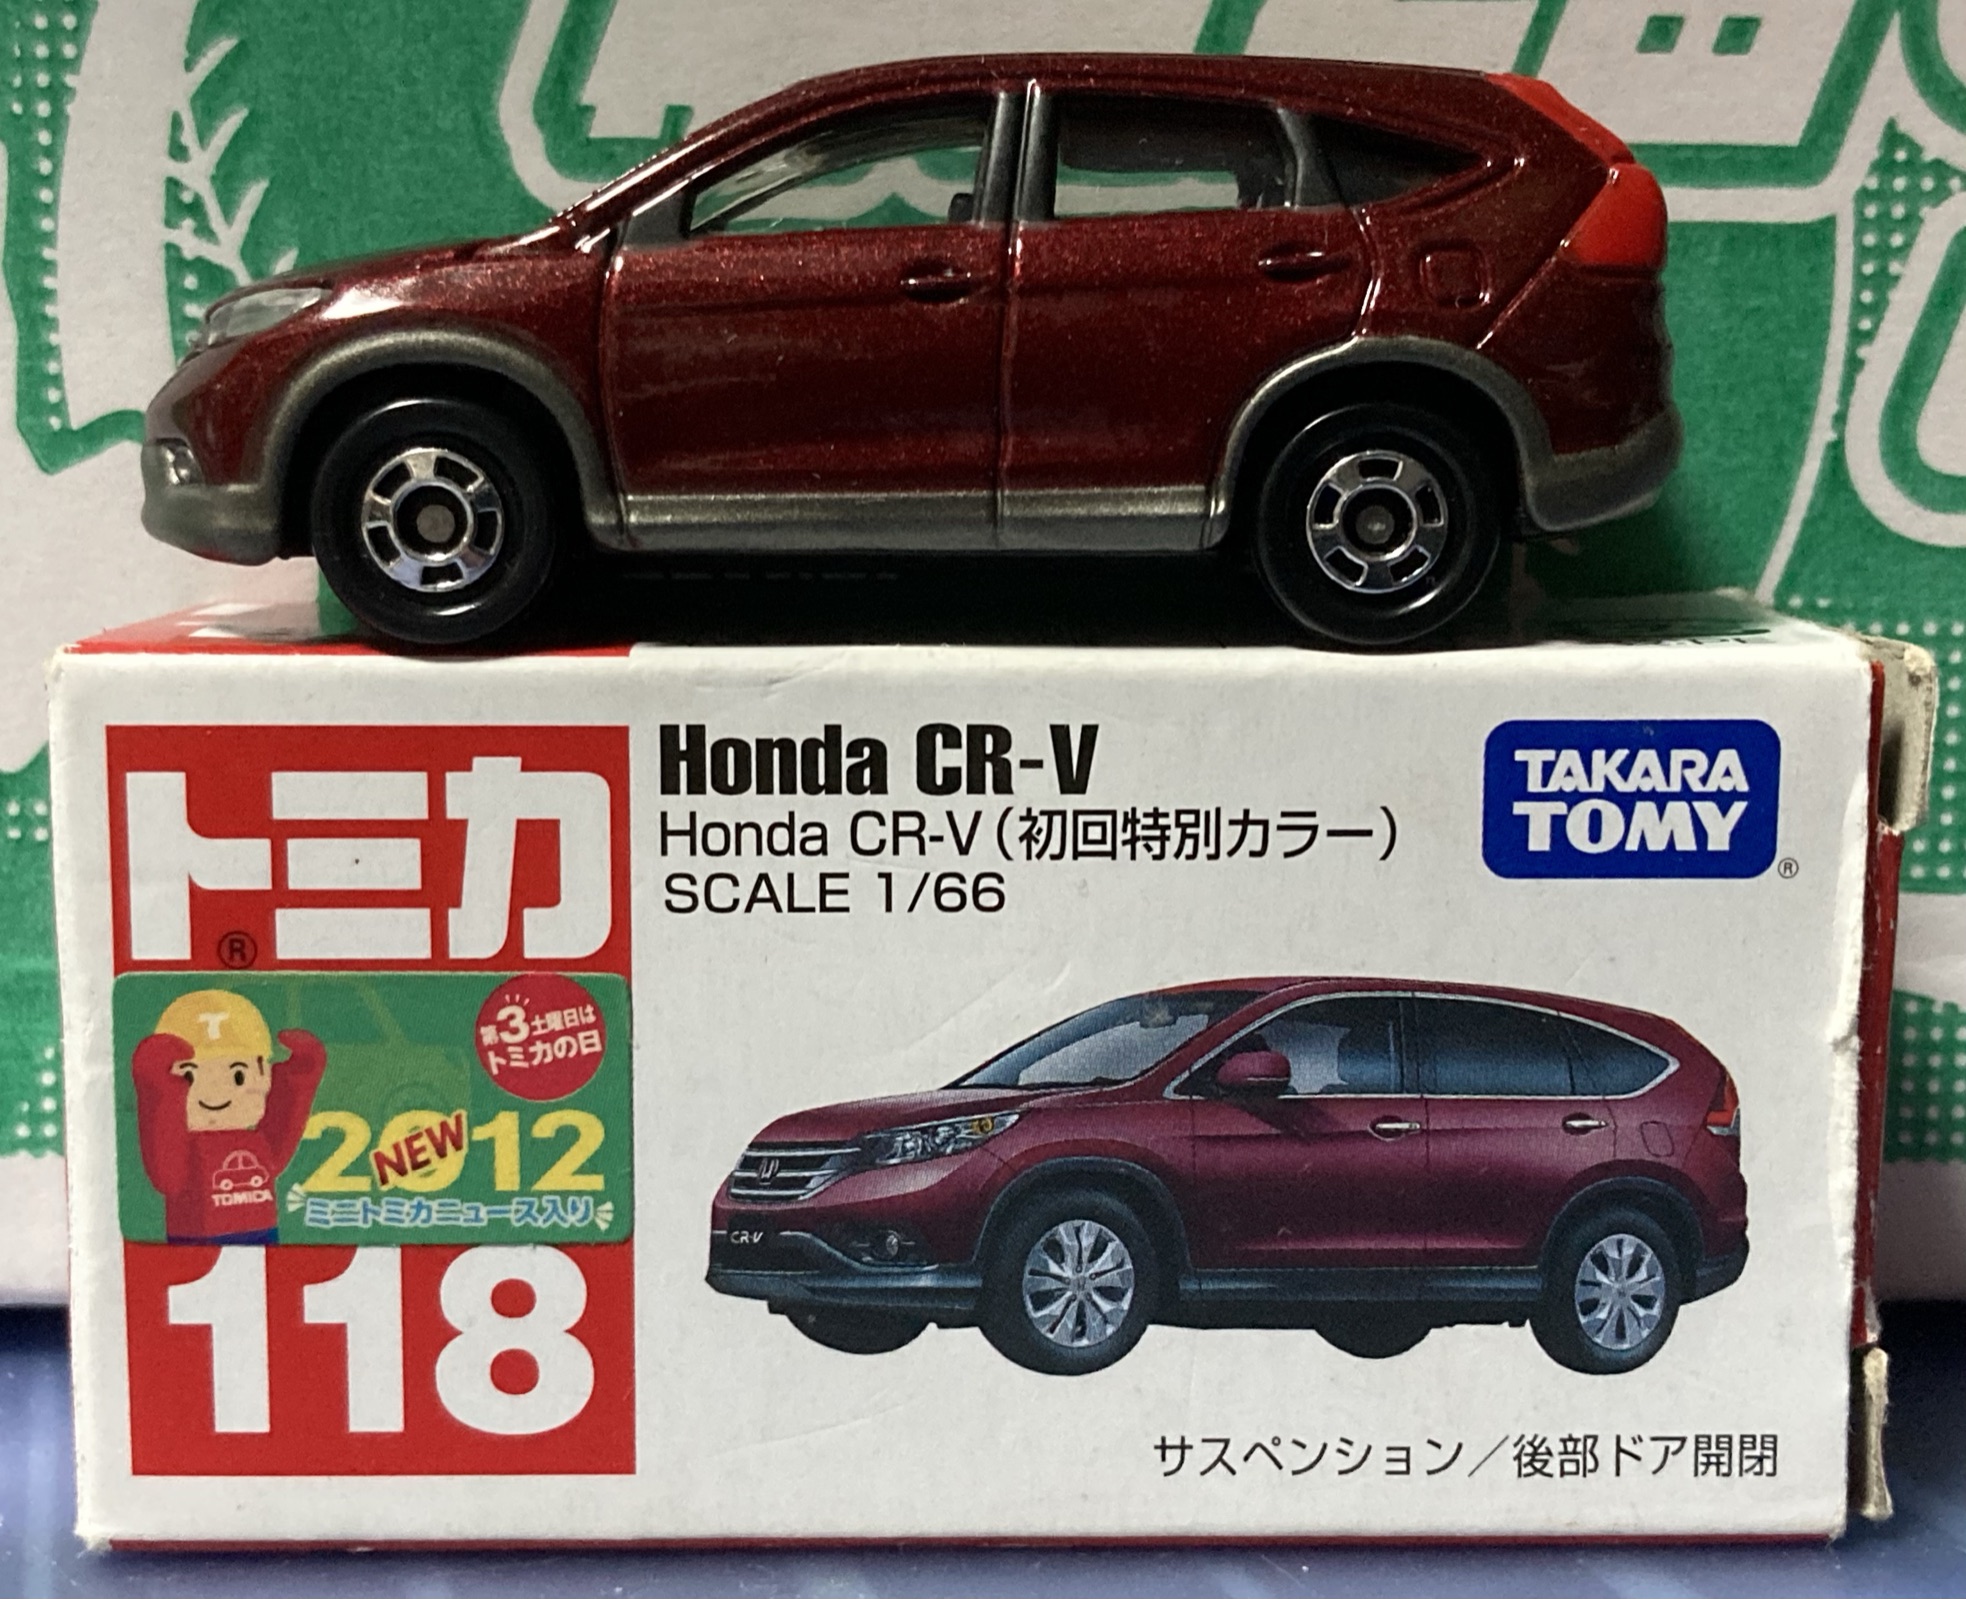 Honda CR-V
Honda CR-V（初回特別カラー）
SCALE 1/66
TAKARA
TOMY
®
トミカ
®
T
第3土曜日は
トミカの日
2012
NEW
ミニトミカニュース入り
TOMICA
118
CR-V
サスペンション／後部ドア開閉